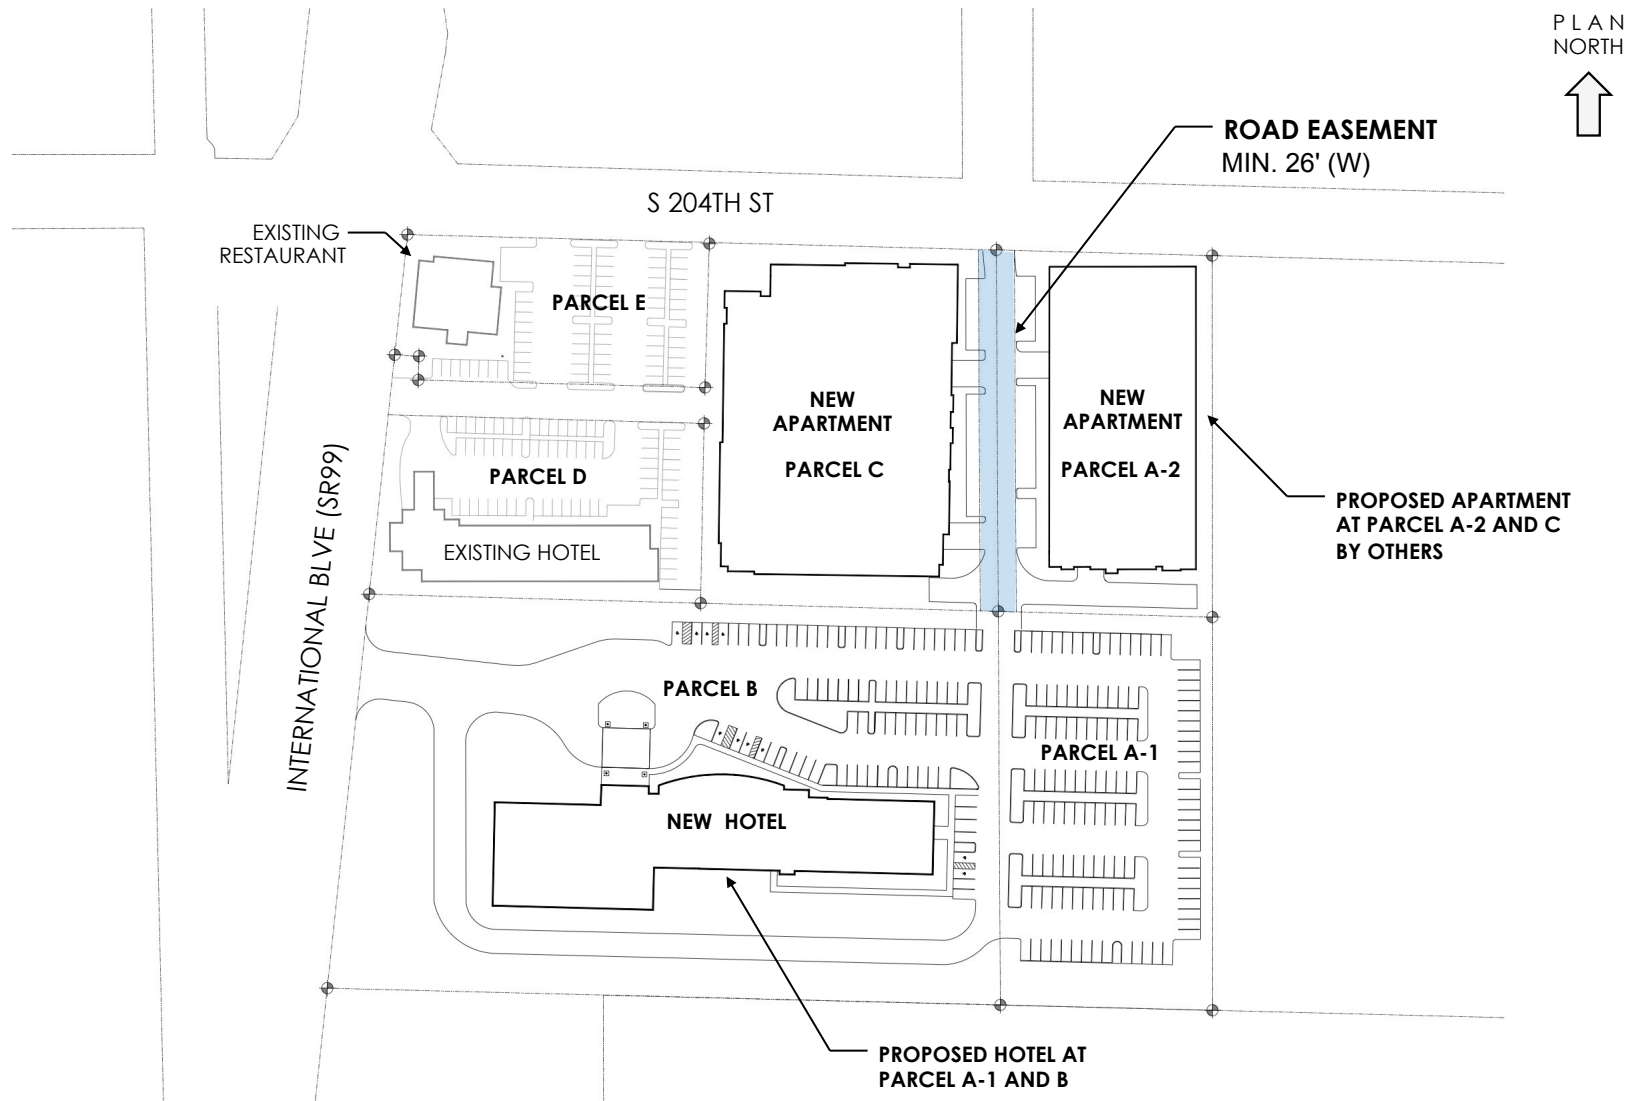 P L A N
NORTH
ROAD EASEMENT
MIN. 26' (W)
S 204TH ST
EXISTING
RESTAURANT
PARCEL E
NEW
APARTMENT
PARCEL C
NEW
APARTMENT
PARCEL A-2
PARCEL D
EXISTING HOTEL
PROPOSED APARTMENT
AT PARCEL A-2 AND C
BY OTHERS
INTERNATIONAL BLVE (SR99)
PARCEL B
PARCEL A-1
NEW HOTEL
PROPOSED HOTEL AT
PARCEL A-1 AND B